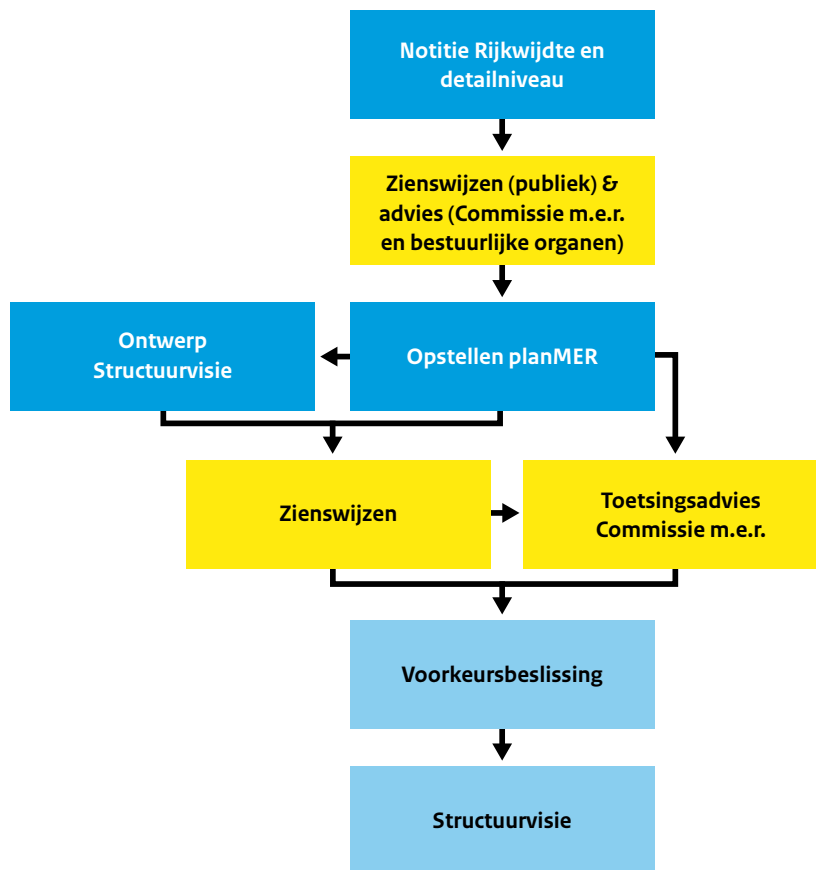 Notitie Rijkwijdte en
detailniveau
Zienswijzen (publiek) &
advies (Commissie m.e.r.
en bestuurlijke organen)
Ontwerp
Structuurvisie
Opstellen planMER
Zienswijzen
Toetsingsadvies
Commissie m.e.r.
Voorkeursbeslissing
Structuurvisie